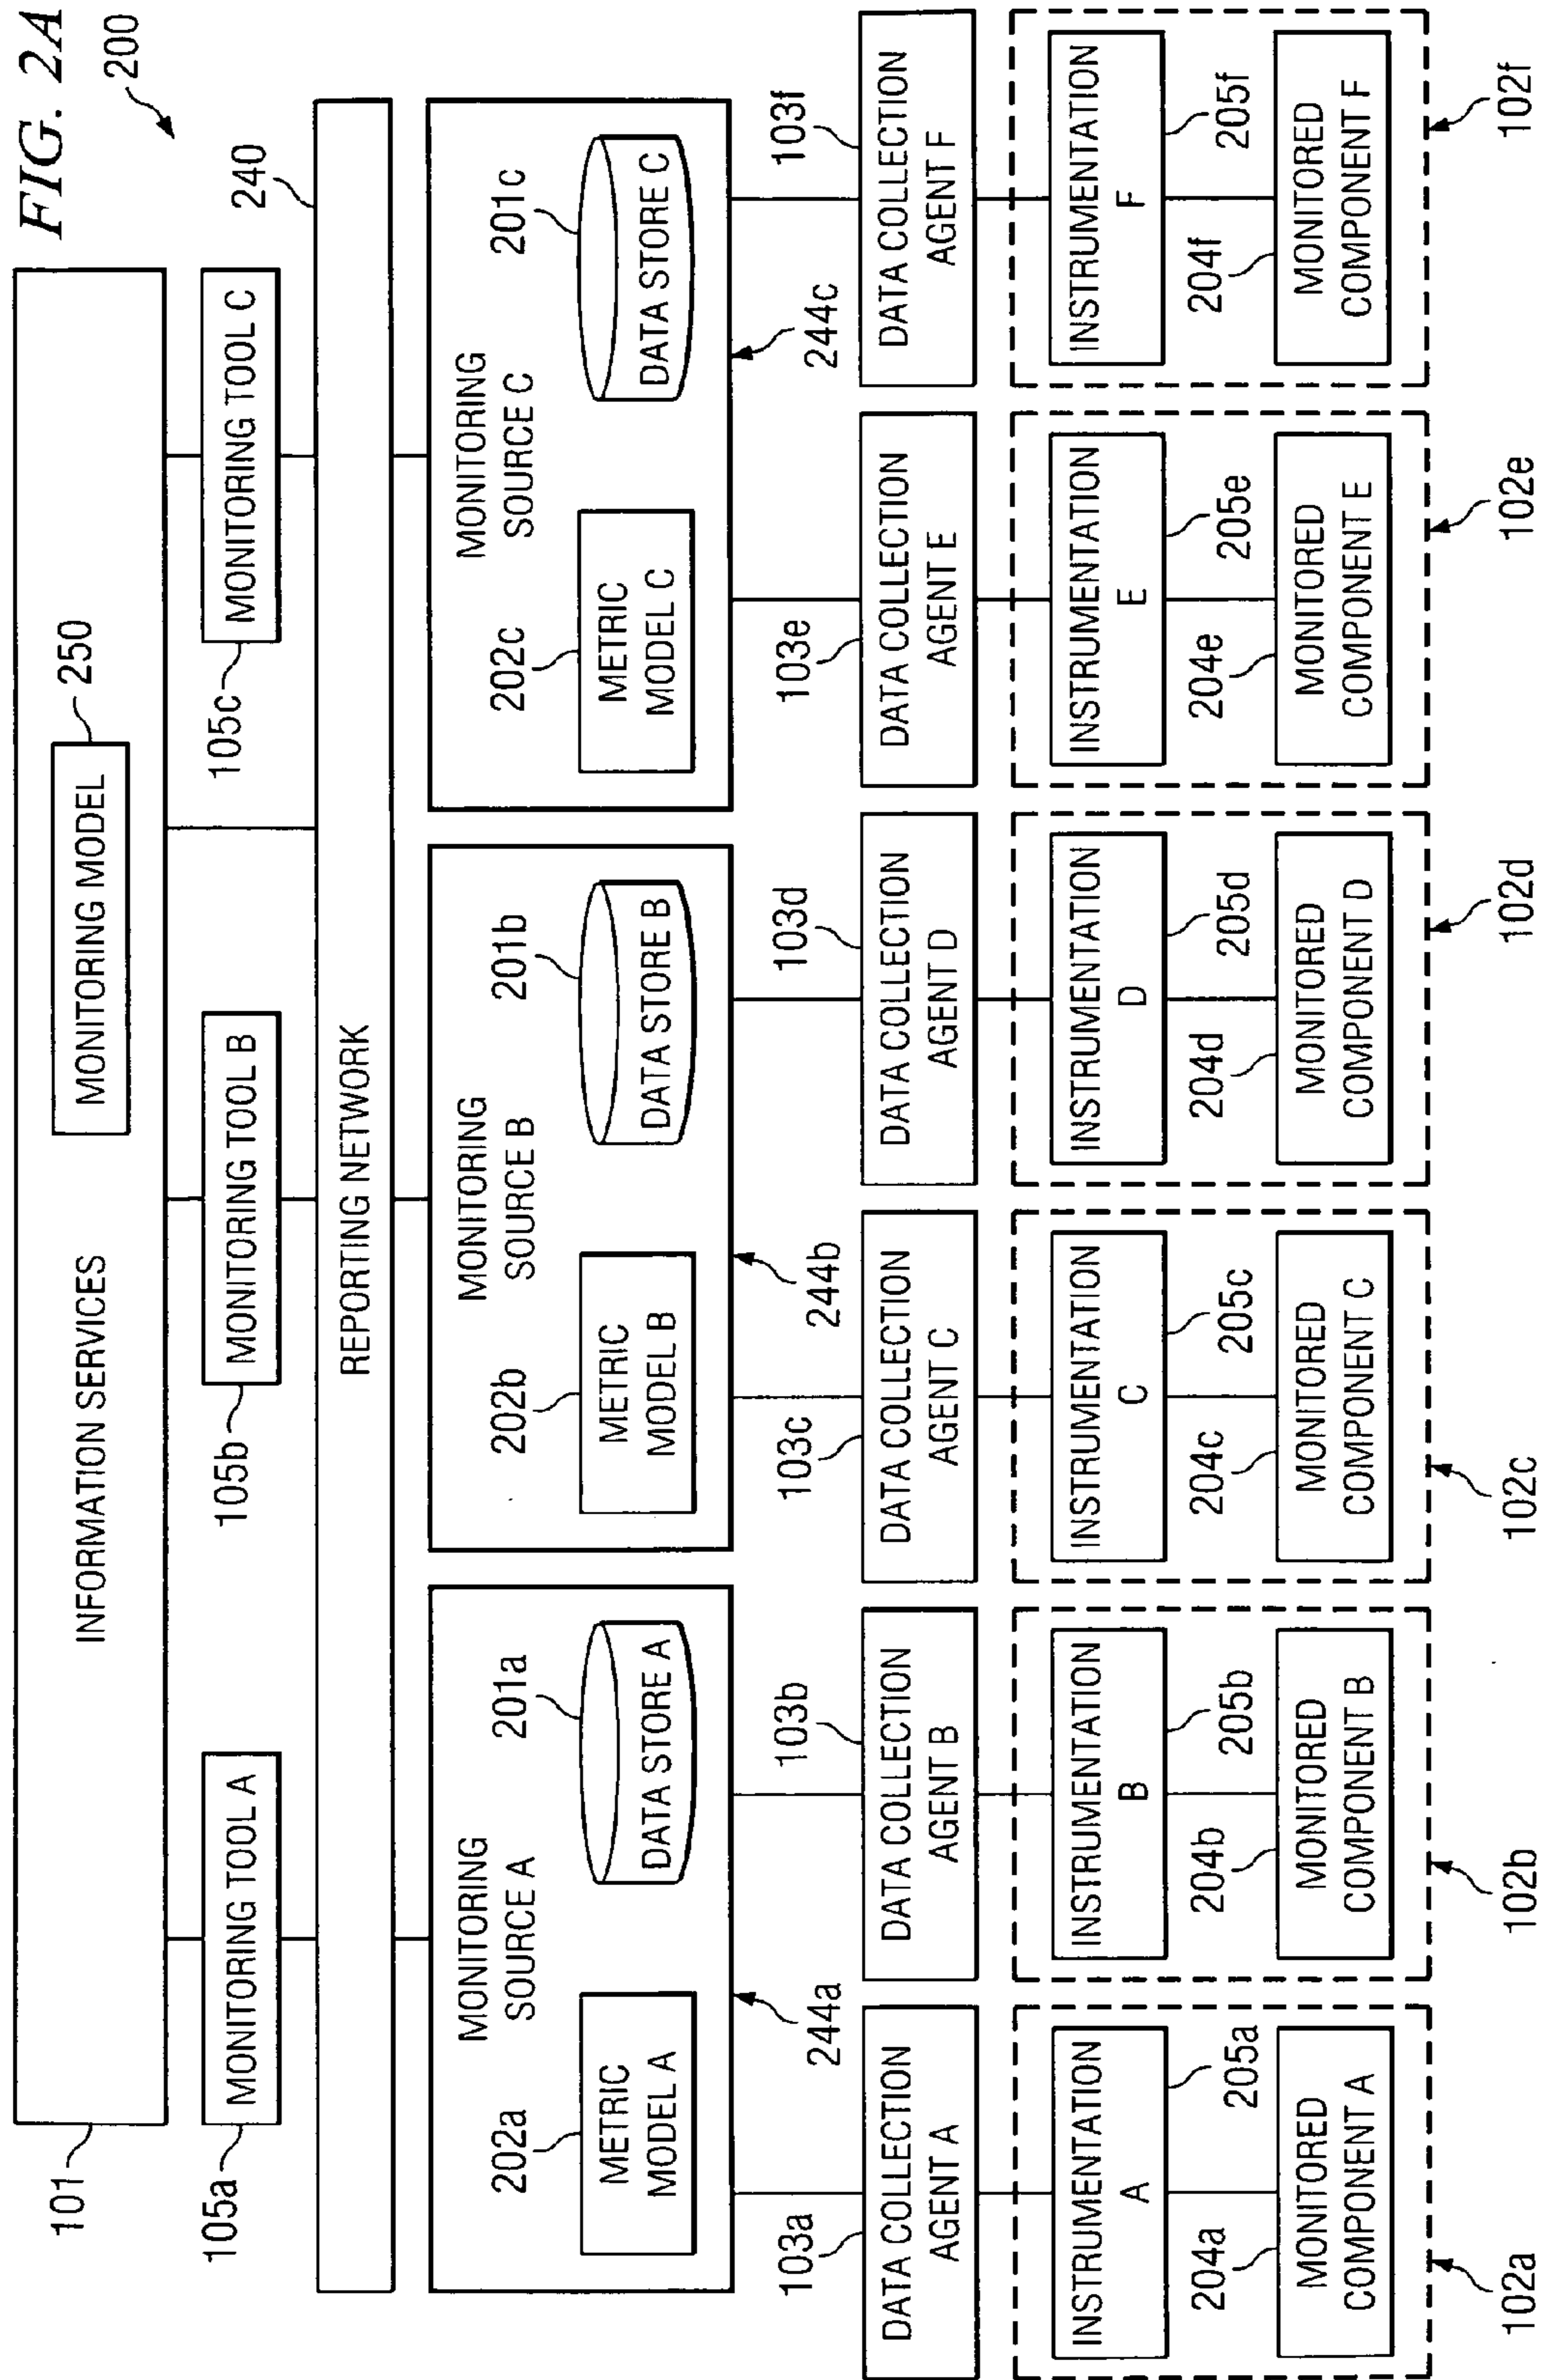 FIG. 2A
200
101
INFORMATION SERVICES
MONITORING MODEL
250
105a
MONITORING TOOL A
105b
MONITORING TOOL B
105c
MONITORING TOOL C
240
REPORTING NETWORK
MONITORING
SOURCE A
202a
METRIC
MODEL A
201a
DATA STORE A
244a
MONITORING
SOURCE B
202b
METRIC
MODEL B
201b
DATA STORE B
244b
MONITORING
SOURCE C
202c
METRIC
MODEL C
201c
DATA STORE C
244c
103a
DATA COLLECTION
AGENT A
103b
DATA COLLECTION
AGENT B
103c
DATA COLLECTION
AGENT C
103d
DATA COLLECTION
AGENT D
103e
DATA COLLECTION
AGENT E
103f
DATA COLLECTION
AGENT F
INSTRUMENTATION
A
204a
205a
MONITORED
COMPONENT A
102a
INSTRUMENTATION
B
204b
205b
MONITORED
COMPONENT B
102b
INSTRUMENTATION
C
204c
205c
MONITORED
COMPONENT C
102c
INSTRUMENTATION
D
204d
205d
MONITORED
COMPONENT D
102d
INSTRUMENTATION
E
204e
205e
MONITORED
COMPONENT E
102e
INSTRUMENTATION
F
204f
205f
MONITORED
COMPONENT F
102f